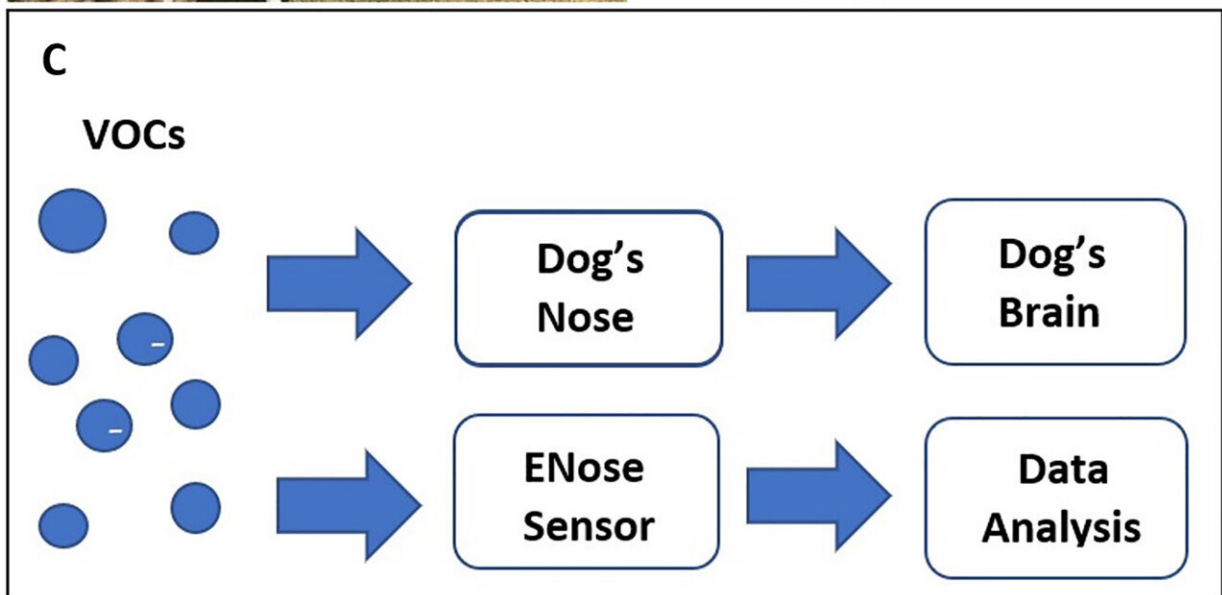 C
VOCs
Dog's
Nose
Dog's
Brain
ENose
Sensor
Data
Analysis